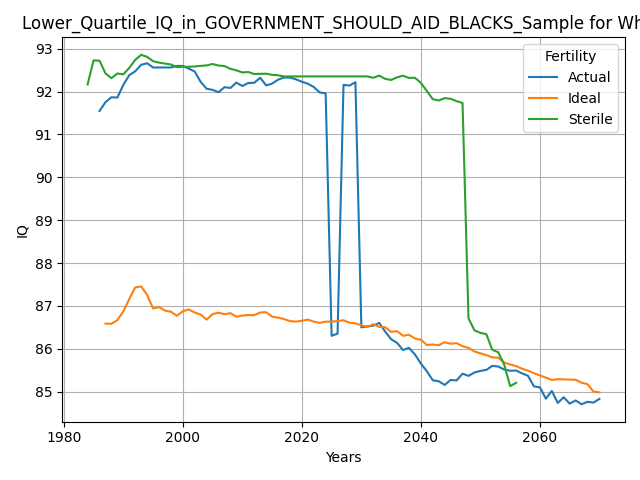 Lower_Quartile_IQ_in_GOVERNMENT_SHOULD_AID_BLACKS_Sample for Wh
Fertility
Actual
Ideal
Sterile
93
92
91
90
89
88
87
86
85
IQ
1980
2000
2020
2040
2060
Years